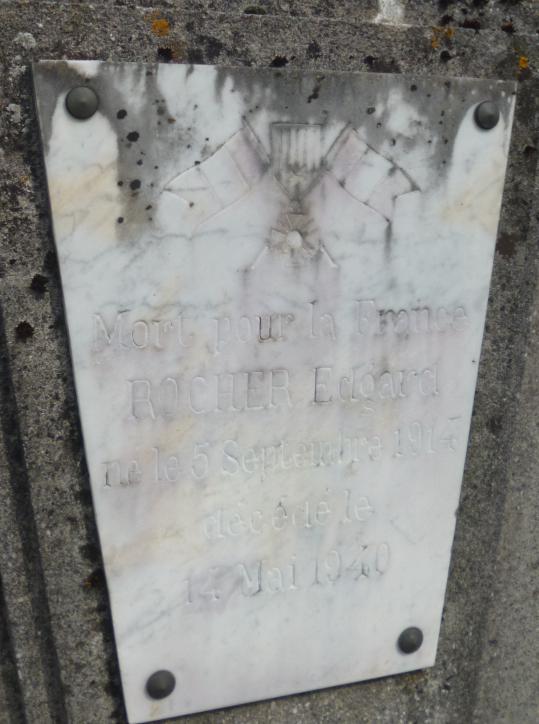 Mort pour la France
ROCHER Edgard
né le 5 Septembre 1914
décédé le
14 Mai 1940